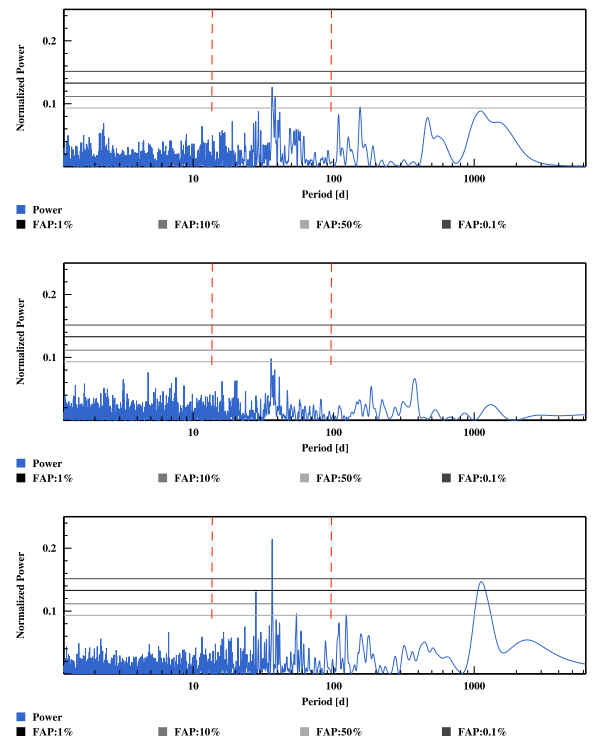 0.2
Normalized Power
0.1
10 100 1000
Period [d]
Power
FAP:1% FAP:10% FAP:50% FAP:0.1%
0.2
Normalized Power
0.1
10 100 1000
Period [d]
Power
FAP:1% FAP:10% FAP:50% FAP:0.1%
0.2
Normalized Power
0.1
10 100 1000
Period [d]
Power
FAP:1% FAP:10% FAP:50% FAP:0.1%